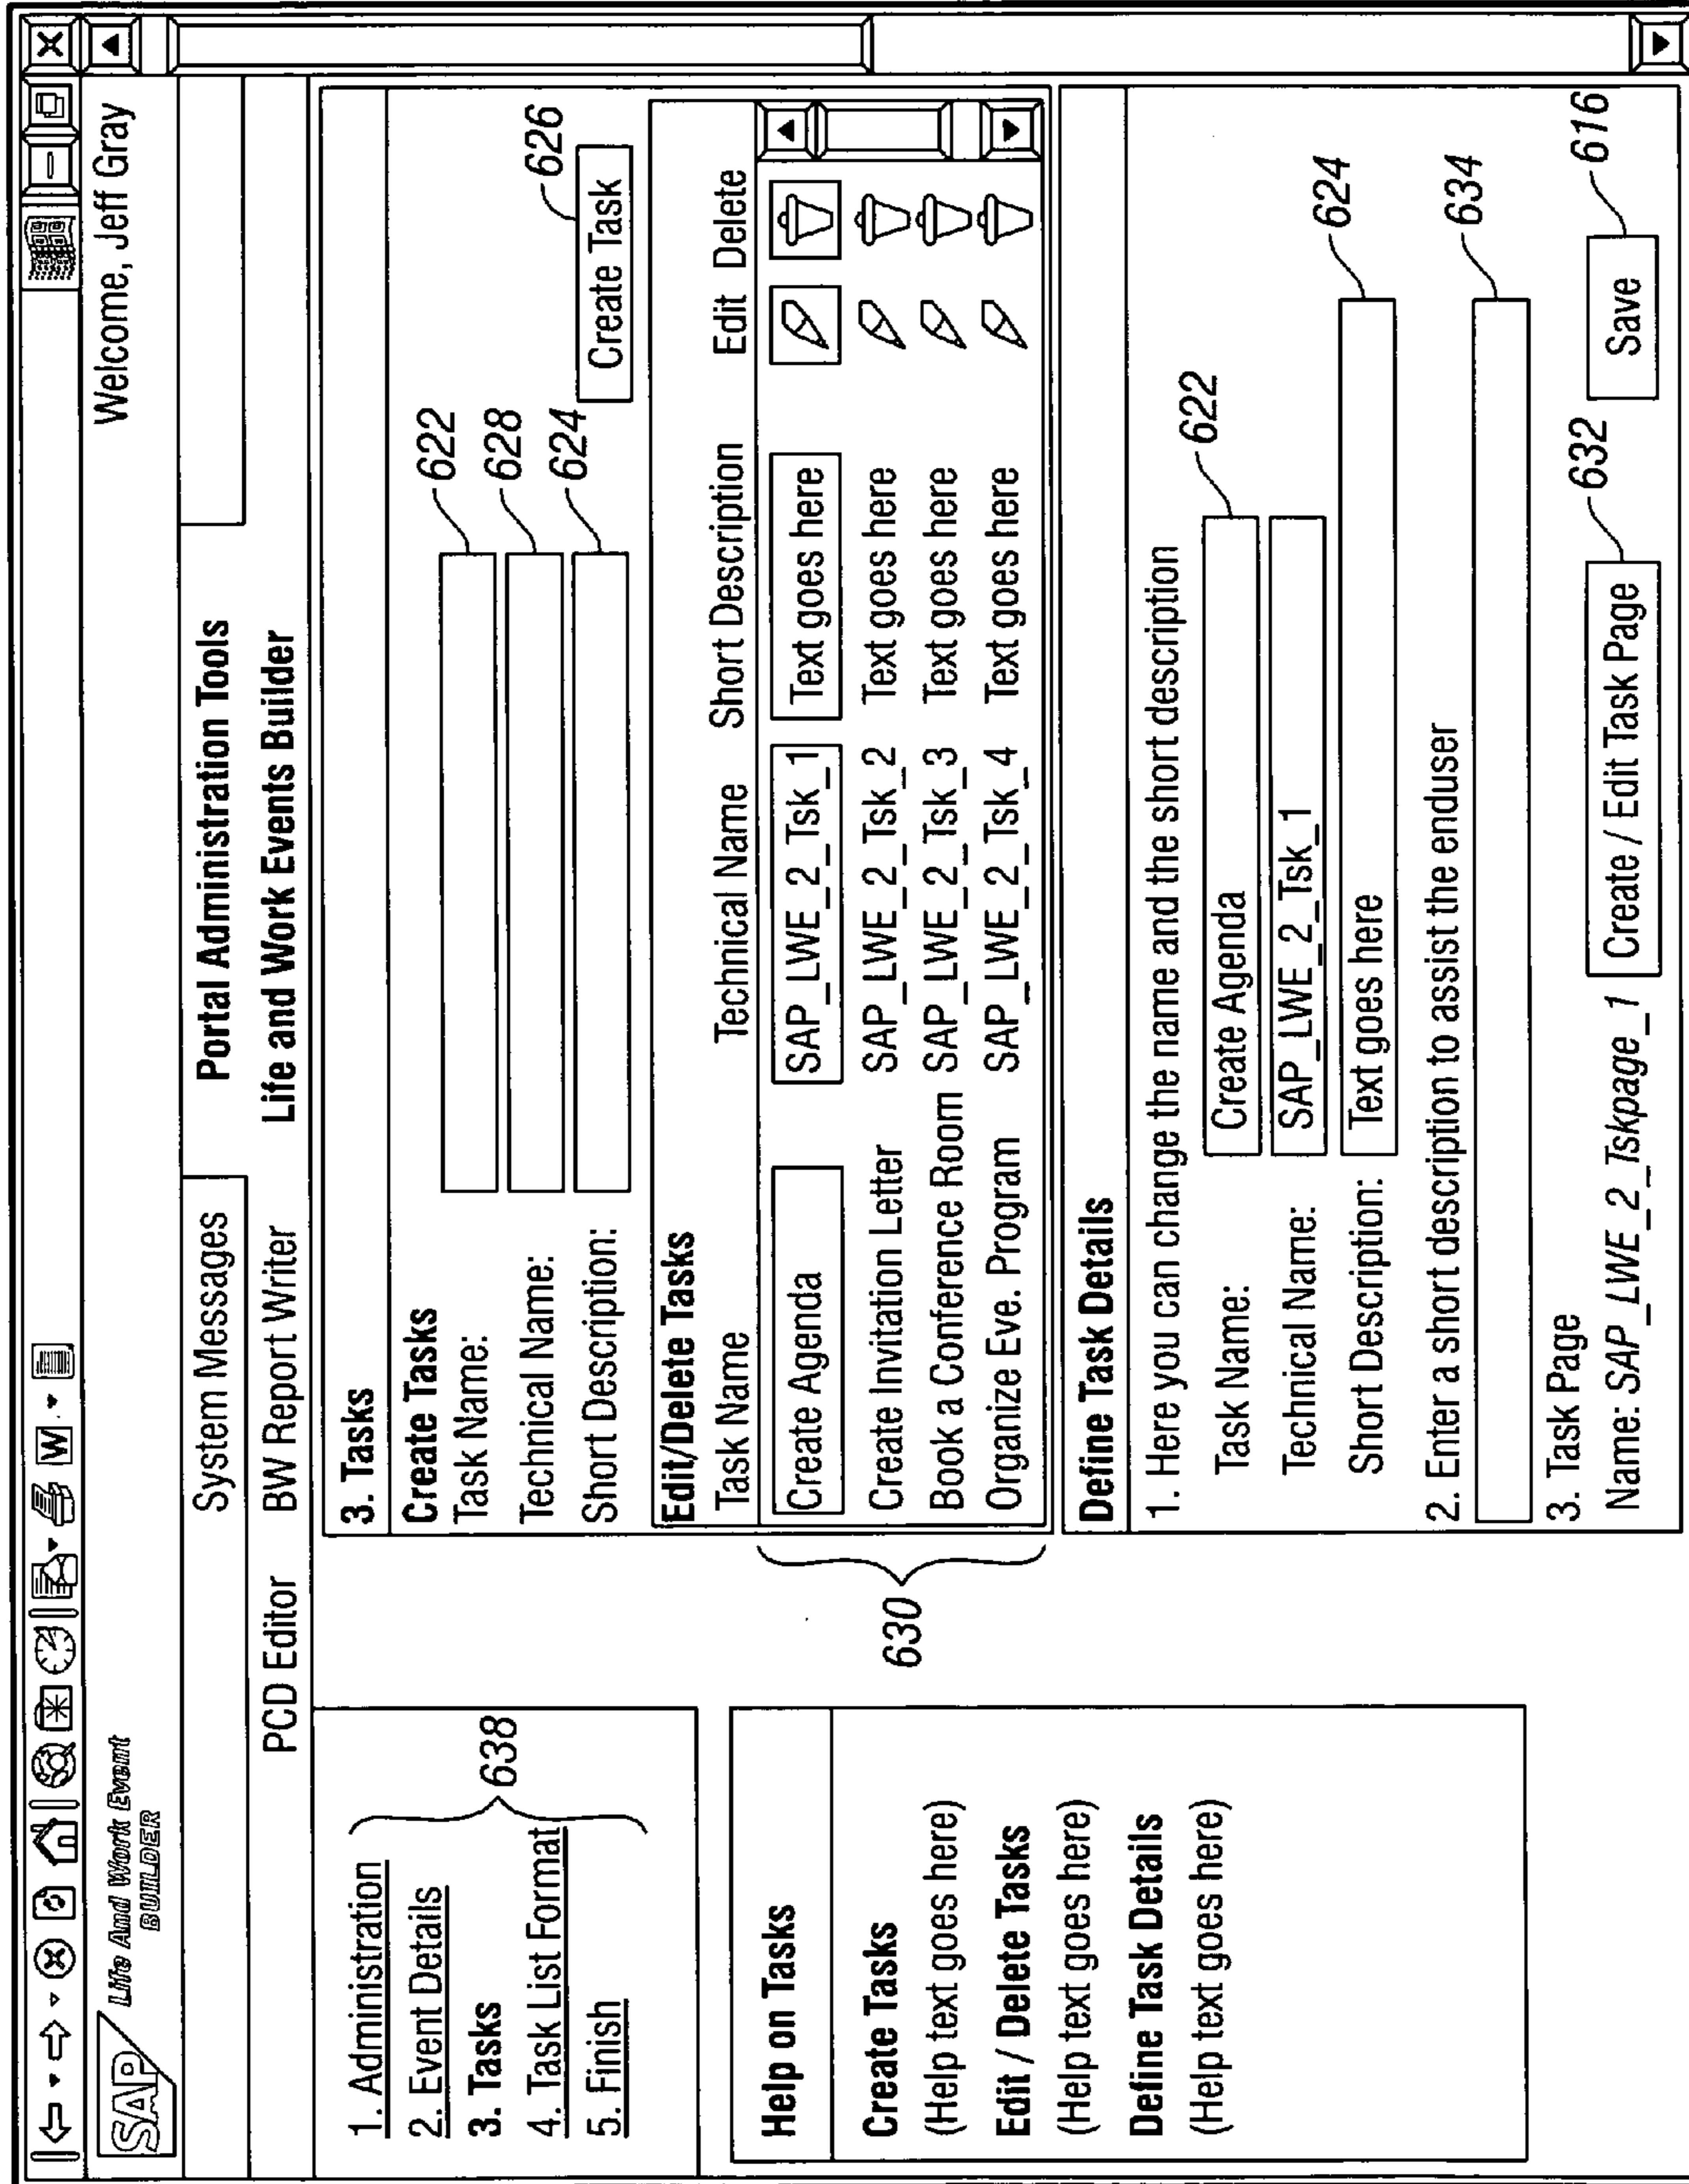 SAP Life And Work Event
BUILDER
Welcome, Jeff Gray
System Messages Portal Administration Tools
PCD Editor BW Report Writer Life and Work Events Builder
1. Administration
2. Event Details
3. Tasks
4. Task List Format
5. Finish
638
Help on Tasks
Create Tasks
(Help text goes here)
Edit / Delete Tasks
(Help text goes here)
Define Task Details
(Help text goes here)
3. Tasks
Create Tasks
Task Name: 622
Technical Name: 628
Short Description: 624
Create Task 626
Edit/Delete Tasks
Task Name Technical Name Short Description Edit Delete
Create Agenda SAP_LWE_2_Tsk_1 Text goes here
Create Invitation Letter SAP_LWE_2_Tsk_2 Text goes here
Book a Conference Room SAP_LWE_2_Tsk_3 Text goes here
Organize Eve. Program SAP_LWE_2_Tsk_4 Text goes here
630
Define Task Details
1. Here you can change the name and the short description
Task Name: Create Agenda 622
Technical Name: SAP_LWE_2_Tsk_1
Short Description: Text goes here 624
2. Enter a short description to assist the enduser
634
3. Task Page
Name: SAP_LWE_2_Tskpage_1 Create / Edit Task Page 632 Save 616
W